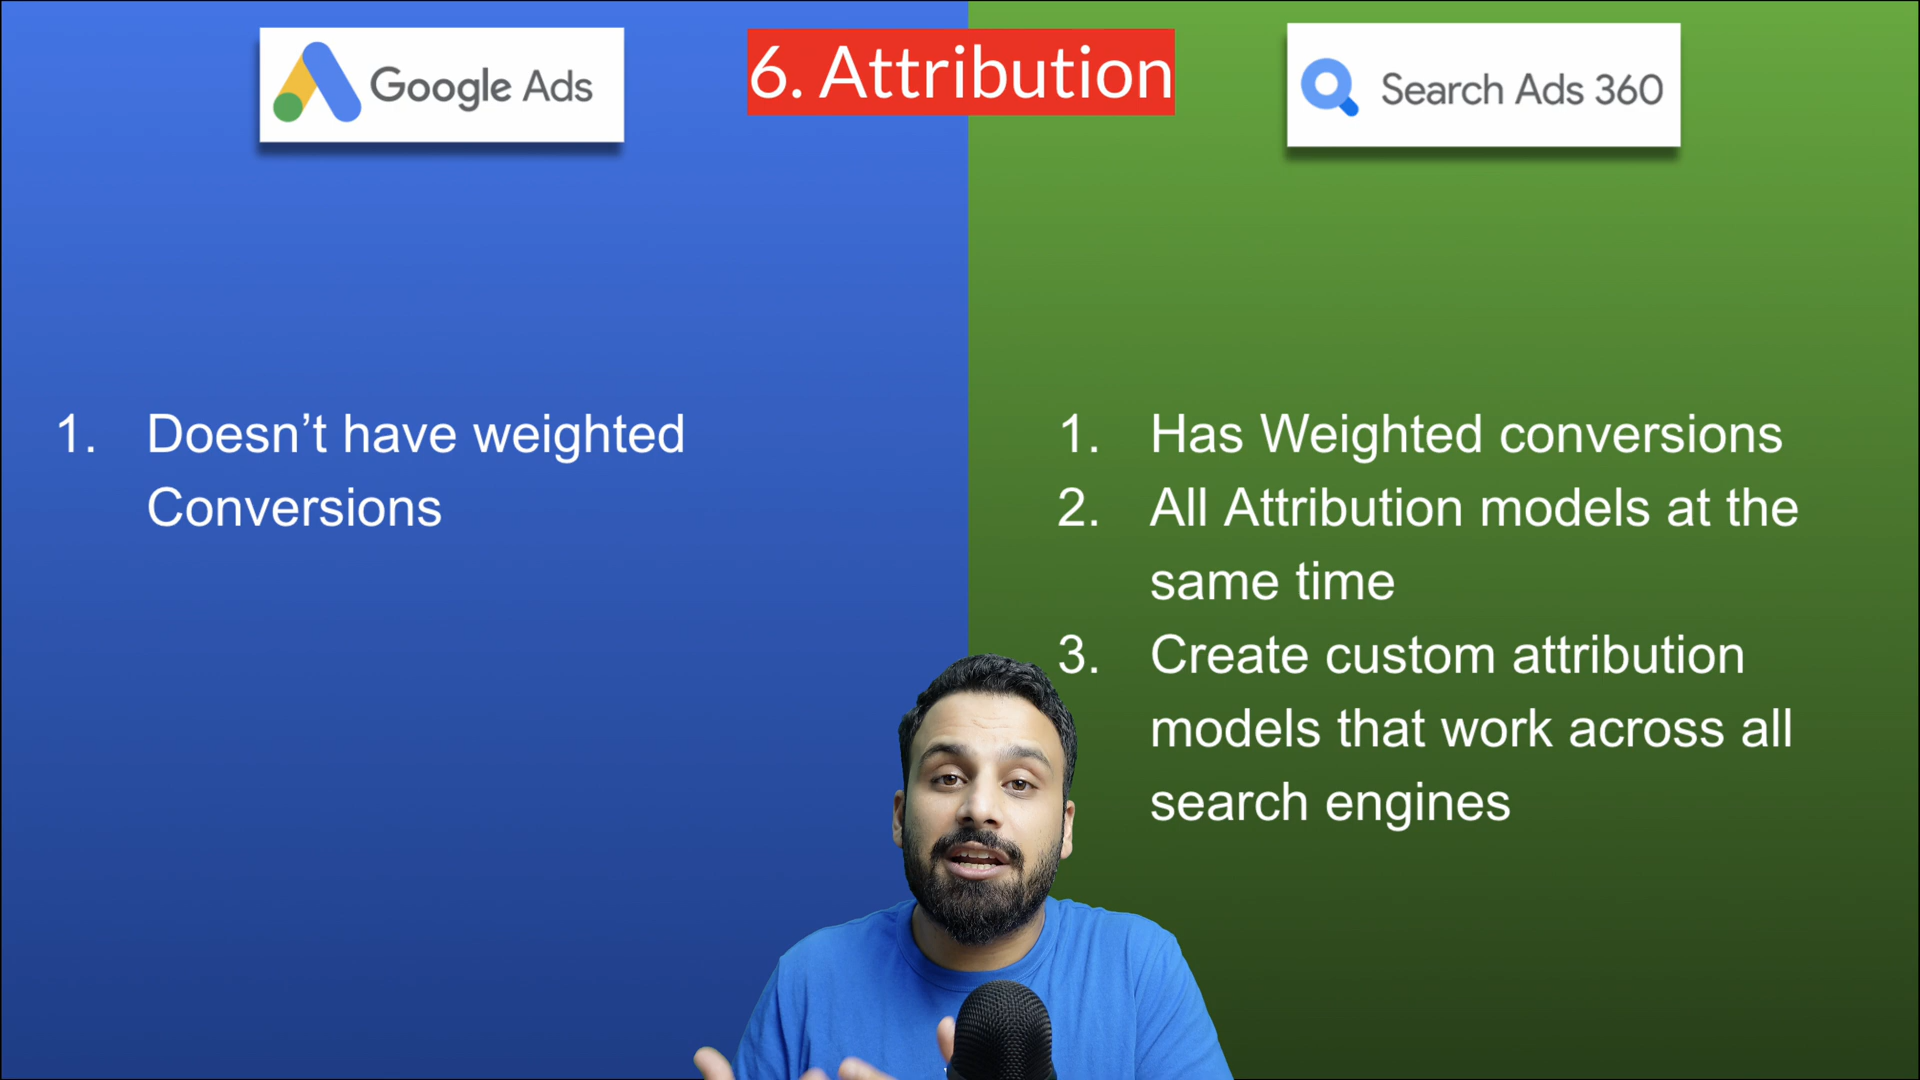 Google Ads
6. Attribution
Search Ads 360
1. Doesn’t have weighted
Conversions
1. Has Weighted conversions
2. All Attribution models at the
same time
3. Create custom attribution
models that work across all
search engines